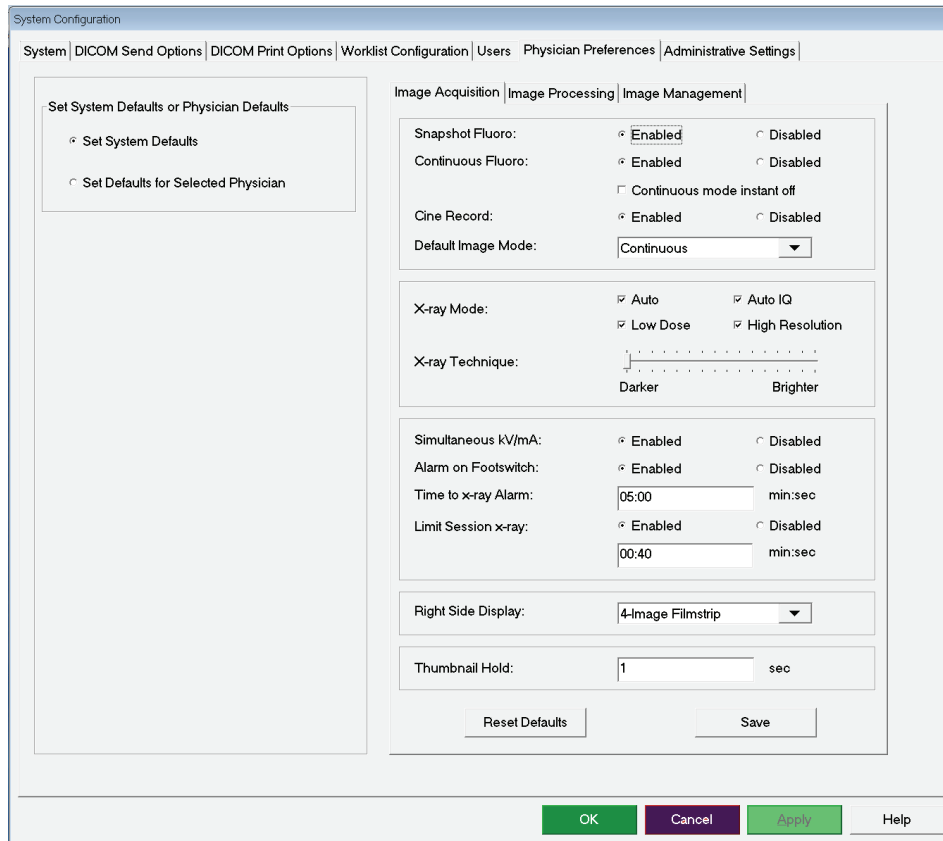 System Configuration
System DICOM Send Options DICOM Print Options Worklist Configuration Users Physician Preferences Administrative Settings
Set System Defaults or Physician Defaults
Set System Defaults
Set Defaults for Selected Physician
Image Acquisition Image Processing Image Management
Snapshot Fluoro: Enabled Disabled
Continuous Fluoro: Enabled Disabled
Continuous mode instant off
Cine Record: Enabled Disabled
Default Image Mode: Continuous
X-ray Mode: Auto Auto IQ
Low Dose High Resolution
X-ray Technique:
Darker Brighter
Simultaneous kV/mA: Enabled Disabled
Alarm on Footswitch: Enabled Disabled
Time to x-ray Alarm: 05:00 min:sec
Limit Session x-ray: Enabled Disabled
00:40 min:sec
Right Side Display: 4-Image Filmstrip
Thumbnail Hold: 1 sec
Reset Defaults Save
OK Cancel Apply Help